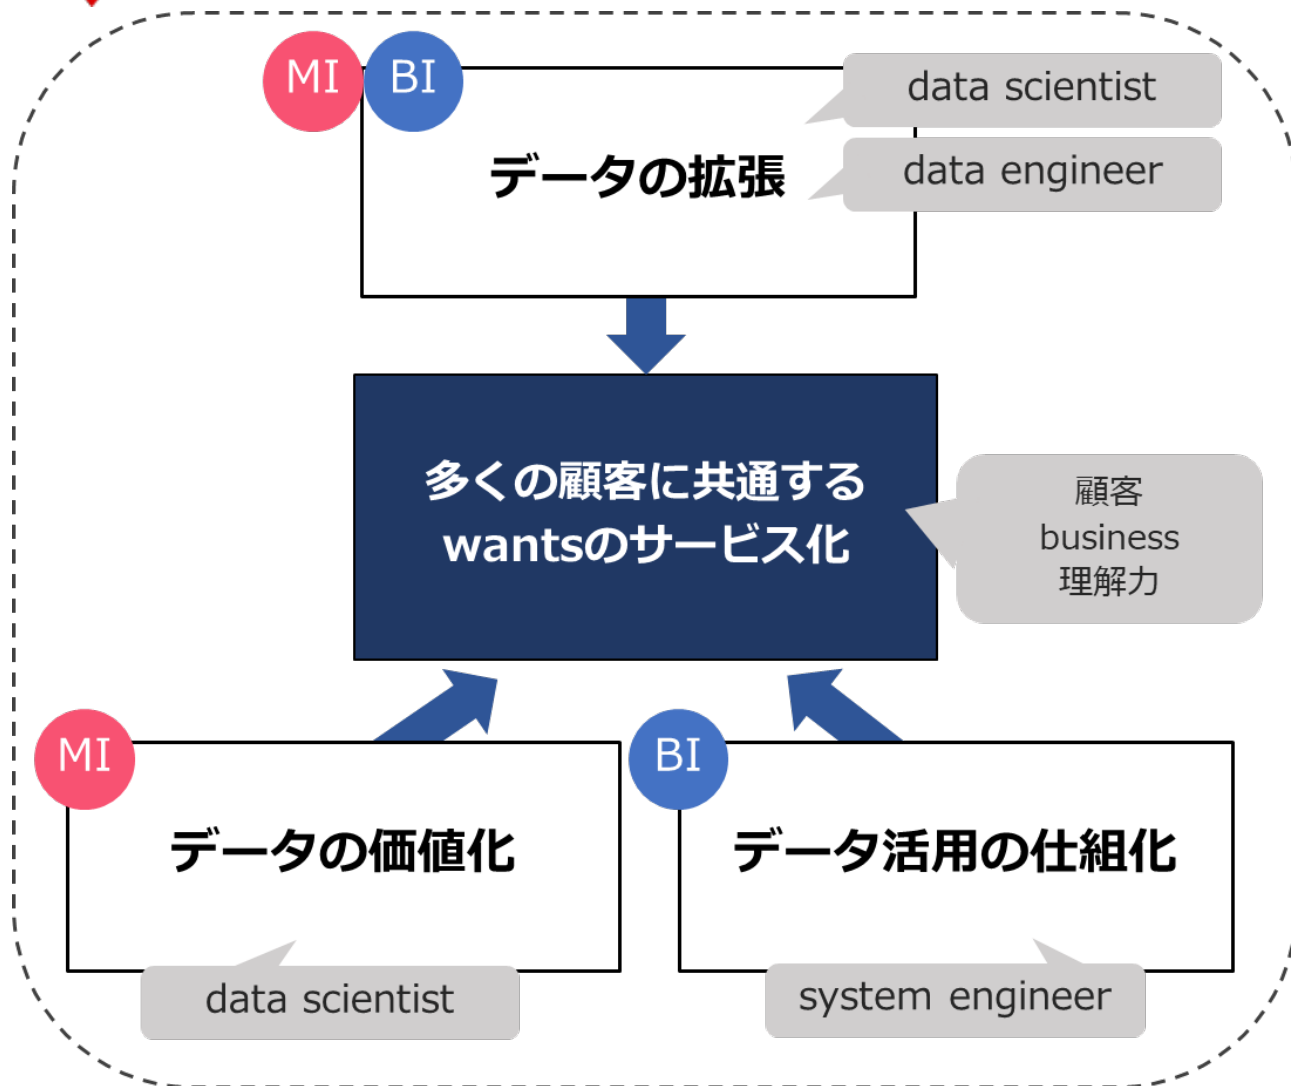 MI
BI
data scientist
データの拡張
data engineer
多くの顧客に共通する
wantsのサービス化
顧客
business
理解力
MI
データの価値化
data scientist
BI
データ活用の仕組化
system engineer